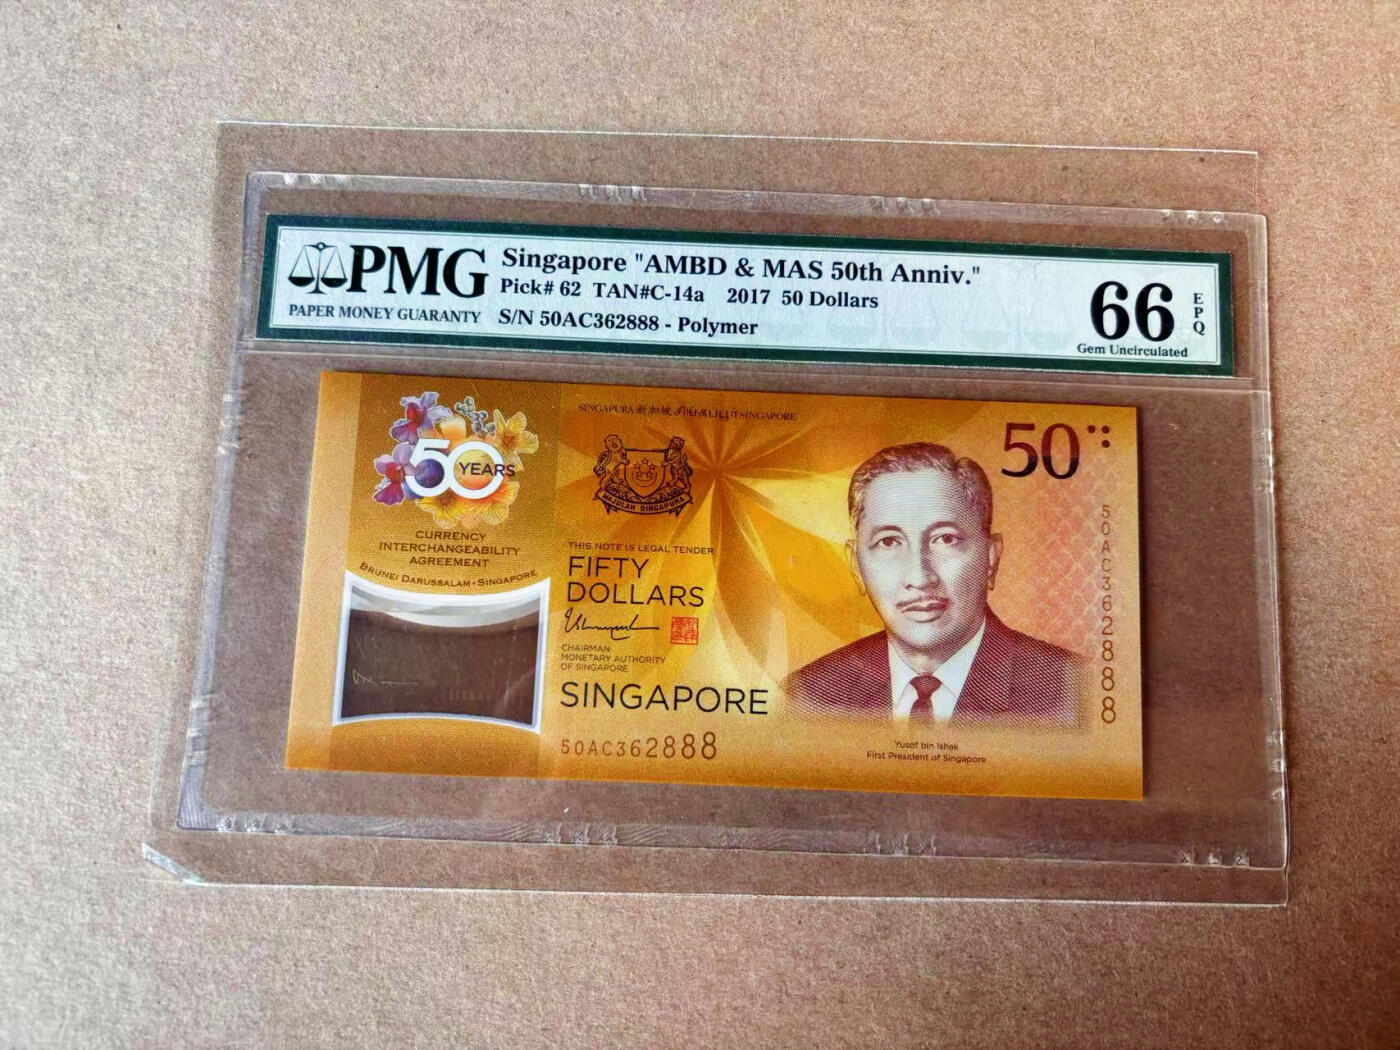 PMG
PAPER MONEY GUARANTY
Singapore "AMBD & MAS 50th Anniv."
Pick# 62 TAN#C-14a 2017 50 Dollars
S/N 50AC362888 - Polymer
66
EPQ
Gem Uncirculated
50 YEARS
CURRENCY
INTERCHANGEABILITY
AGREEMENT
BRUNEI DARUSSALAM • SINGAPORE
SINGAPURA 新加坡 சிங்கப்பூர் SINGAPORE
MAJULAH SINGAPURA
THIS NOTE IS LEGAL TENDER
FIFTY
DOLLARS
CHAIRMAN
MONETARY AUTHORITY
OF SINGAPORE
SINGAPORE
50AC362888
50
50AC362888
Yusof bin Ishak
First President of Singapore